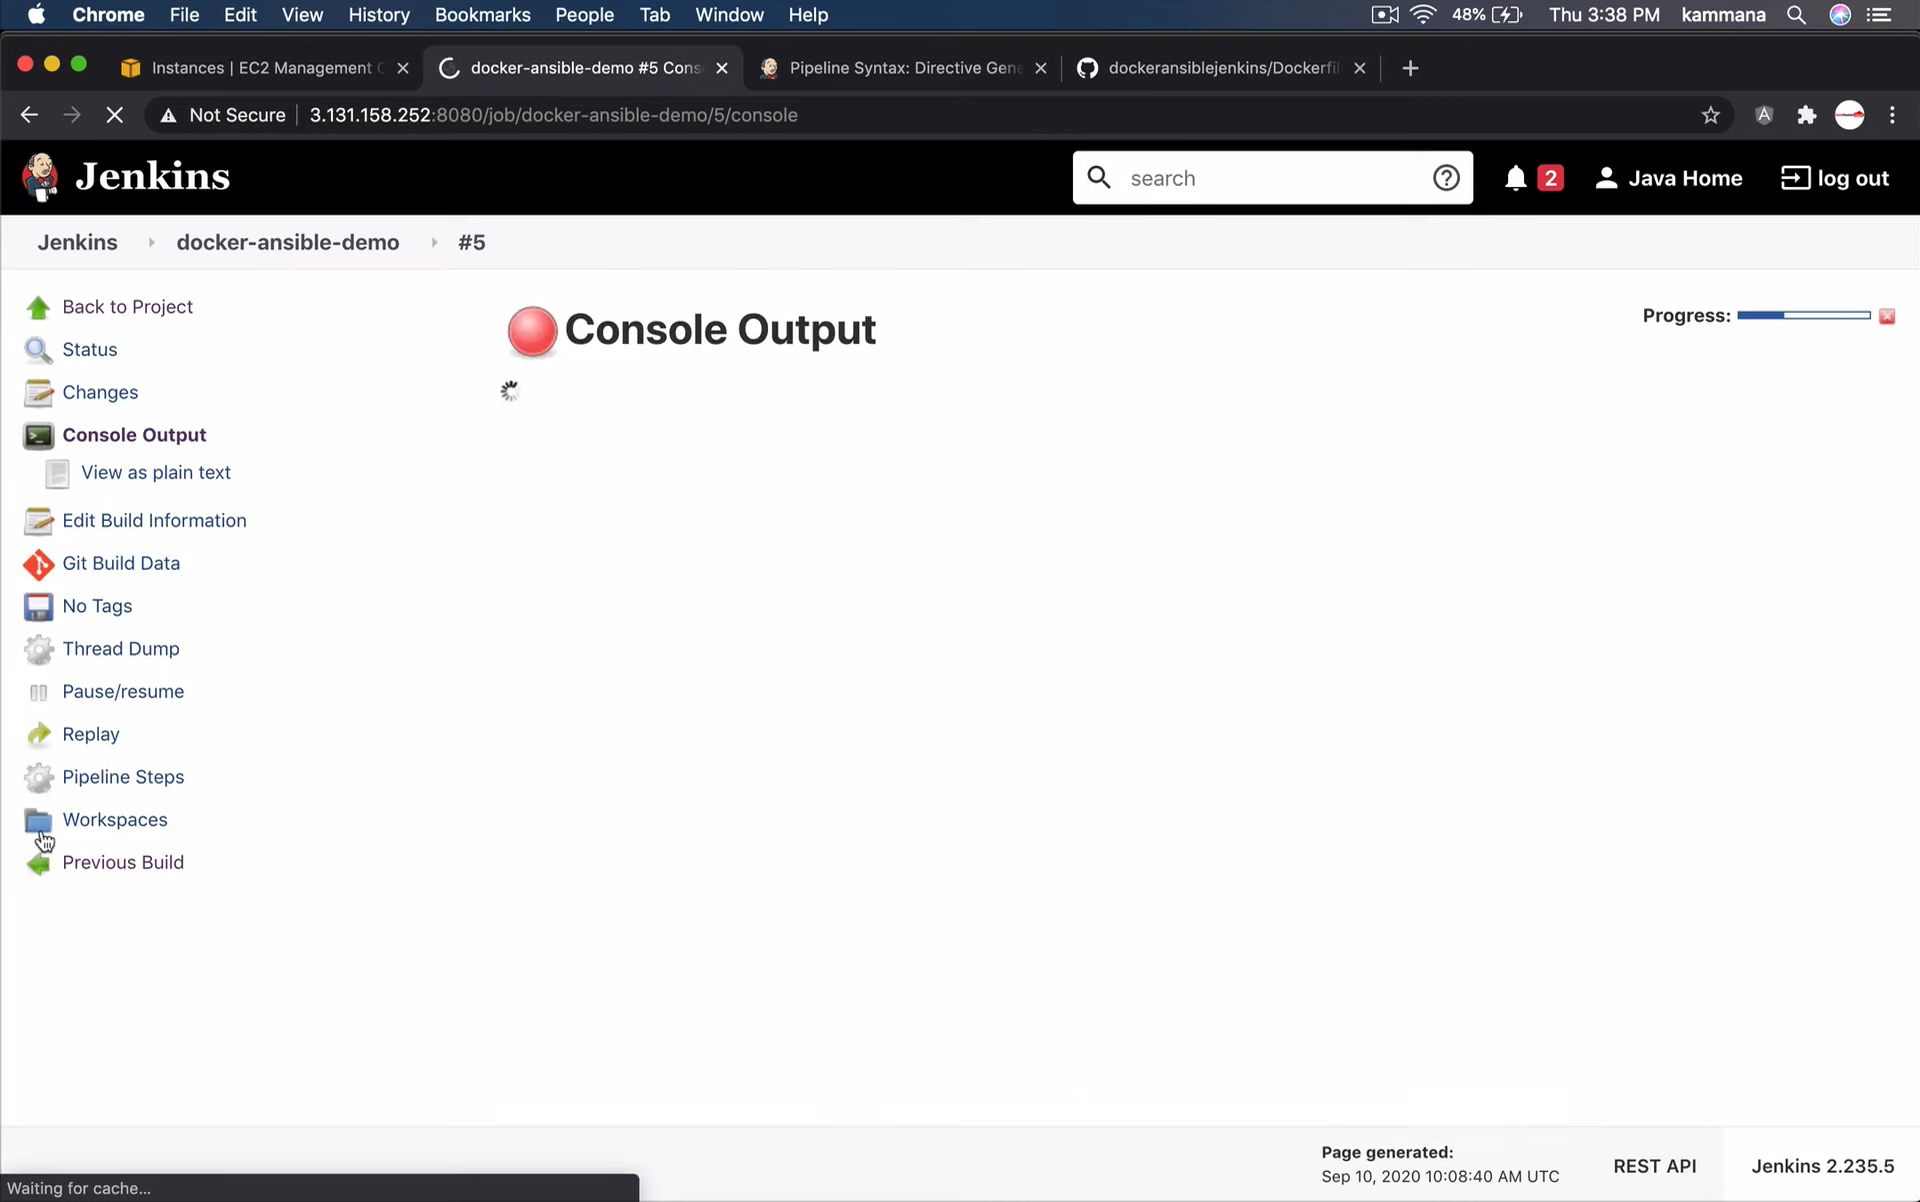 Chrome File Edit View History Bookmarks People Tab Window Help 48% Thu 3:38 PM kammana
Instances | EC2 Management C docker-ansible-demo #5 Cons Pipeline Syntax: Directive Gene dockeransiblejenkins/Dockerfil
Not Secure 3.131.158.252:8080/job/docker-ansible-demo/5/console
Jenkins search 2 Java Home log out
Jenkins docker-ansible-demo #5
Back to Project
Console Output
Progress:
Status
Changes
Console Output
View as plain text
Edit Build Information
Git Build Data
No Tags
Thread Dump
Pause/resume
Replay
Pipeline Steps
Workspaces
Previous Build
Page generated:
Sep 10, 2020 10:08:40 AM UTC
REST API
Jenkins 2.235.5
Waiting for cache...